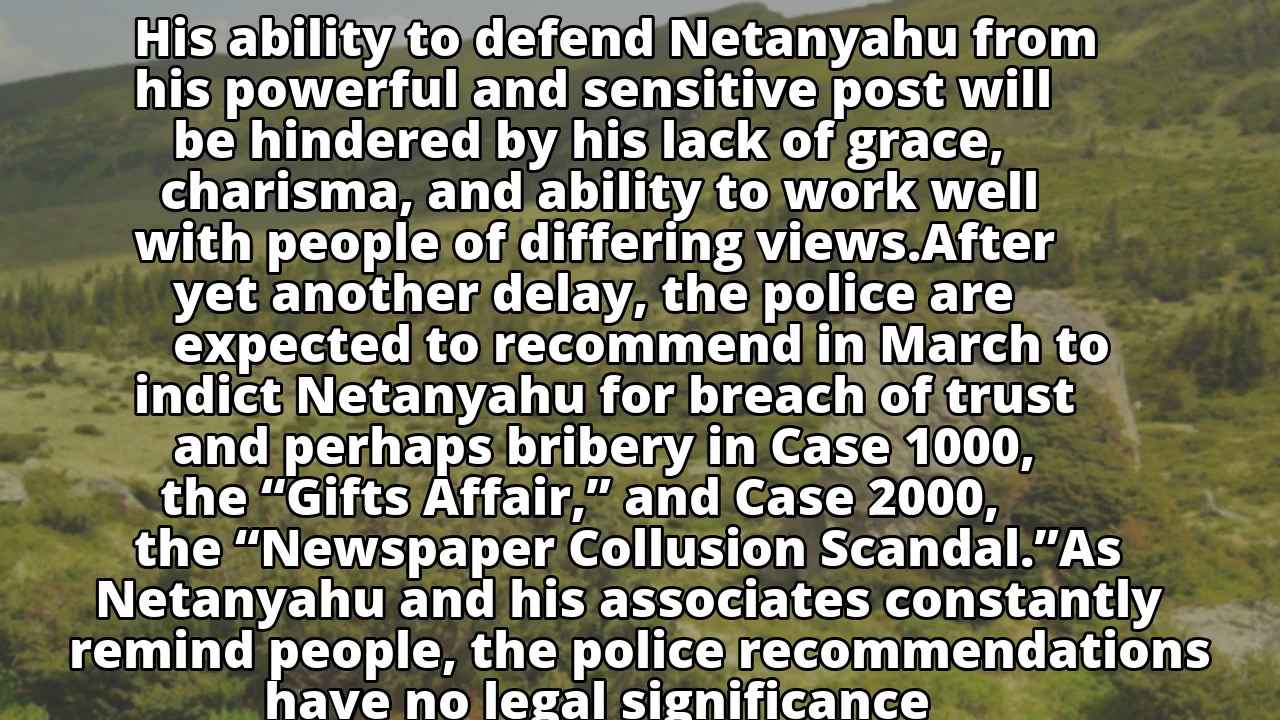 His ability to defend Netanyahu from
his powerful and sensitive post will
be hindered by his lack of grace,
charisma, and ability to work well
with people of differing views.After
yet another delay, the police are
expected to recommend in March to
indict Netanyahu for breach of trust
and perhaps bribery in Case 1000,
the “Gifts Affair,” and Case 2000,
the “Newspaper Collusion Scandal.”As
Netanyahu and his associates constantly
remind people, the police recommendations
have no legal significance